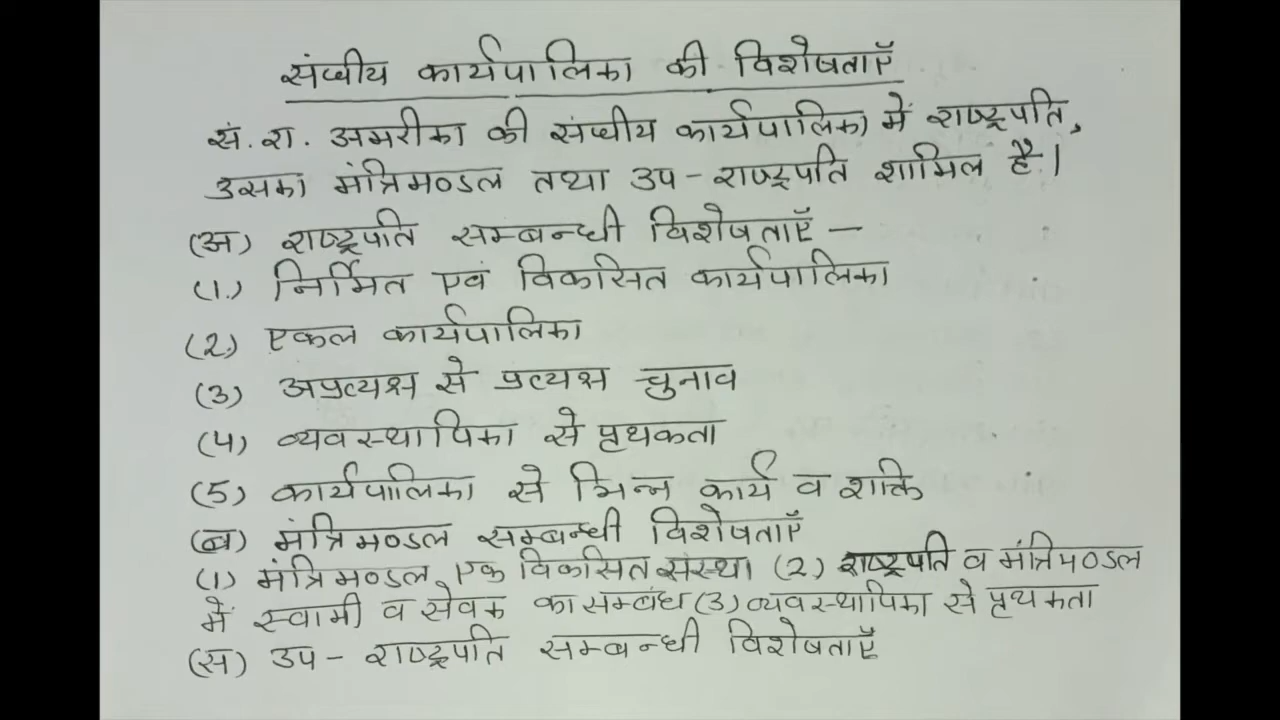 संघीय कार्यपालिका की विशेषताएँ
सं. रा. अमरीका की संघीय कार्यपालिका में राष्ट्रपति,
उसका मंत्रिमण्डल तथा उप-राष्ट्रपति शामिल है।
(अ) राष्ट्रपति सम्बन्धी विशेषताएँ —
(1.) निर्मित एवं विकसित कार्यपालिका
(2.) एकल कार्यपालिका
(3) अप्रत्यक्ष से प्रत्यक्ष चुनाव
(4) व्यवस्थापिका से पृथकता
(5) कार्यपालिका से भिन्न कार्य व शक्ति
(ब) मंत्रिमण्डल सम्बन्धी विशेषताएँ
(1) मंत्रिमण्डल एक विकसित संस्था (2) राष्ट्रपति व मंत्रिमण्डल
में स्वामी व सेवक का सम्बंध (3) व्यवस्थापिका से पृथकता
(स) उप - राष्ट्रपति सम्बन्धी विशेषताएँ